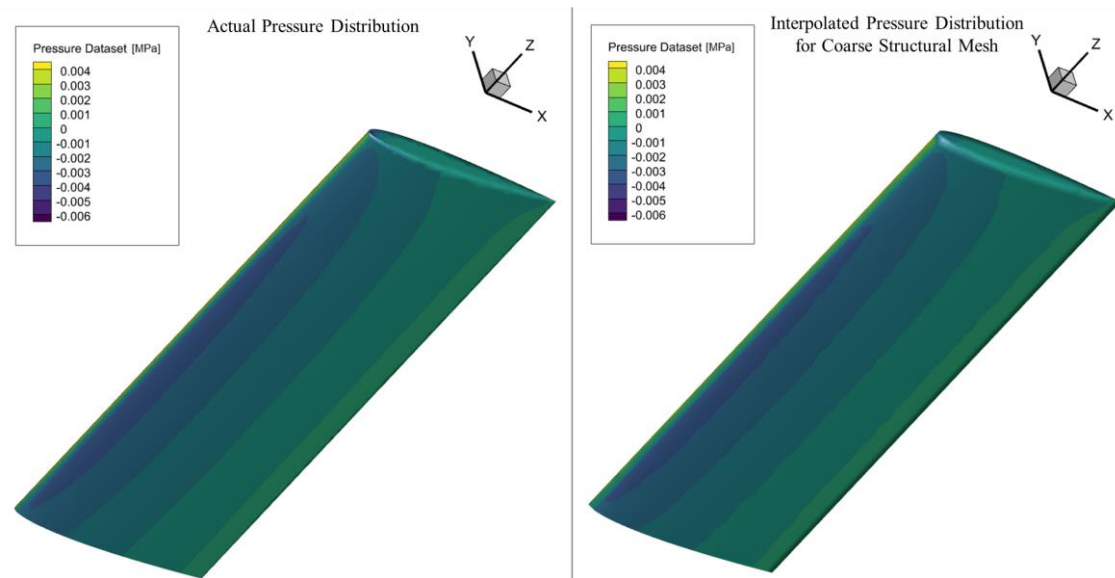 Actual Pressure Distribution
Pressure Dataset [MPa]
0.004
0.003
0.002
0.001
0
-0.001
-0.002
-0.003
-0.004
-0.005
-0.006
Y
Z
X
Interpolated Pressure Distribution
for Coarse Structural Mesh
Pressure Dataset [MPa]
0.004
0.003
0.002
0.001
0
-0.001
-0.002
-0.003
-0.004
-0.005
-0.006
Y
Z
X